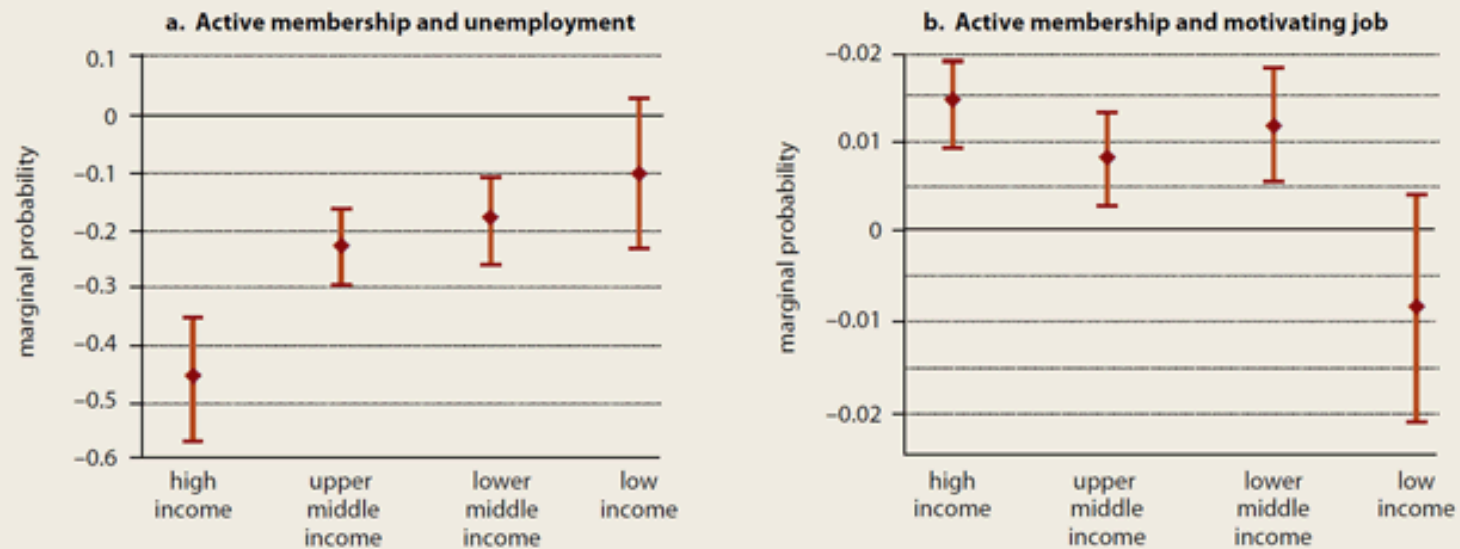 a. Active membership and unemployment
marginal probability
0.1
0
–0.1
–0.2
–0.3
–0.4
–0.5
–0.6
high
income
upper
middle
income
lower
middle
income
low
income
b. Active membership and motivating job
marginal probability
–0.02
0.01
0
–0.01
–0.02
high
income
upper
middle
income
lower
middle
income
low
income